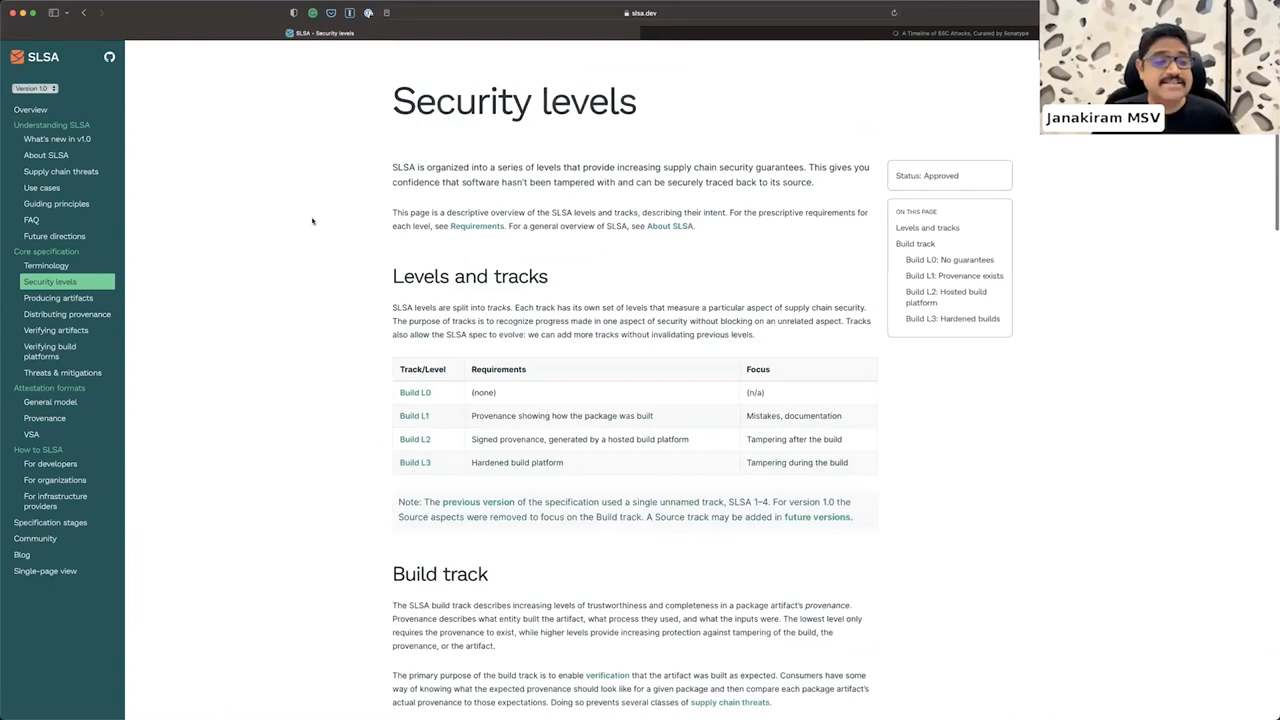 slsa.dev
SLSA • Security levels
A Timeline of SSC Attacks, Curated by Sonatype
SLSA
Version 1.0
Overview
Understanding SLSA
What's new in v1.0
About SLSA
Supply chain threats
Use cases
Guiding principles
FAQ
Future directions
Core specification
Terminology
Security levels
Producing artifacts
Distributing provenance
Verifying artifacts
Verifying build
platforms
Threats & mitigations
Attestation formats
General model
Provenance
VSA
How to SLSA
For developers
For organizations
For infrastructure
providers
Specification stages
Community
Blog
Single-page view
Security levels
SLSA is organized into a series of levels that provide increasing supply chain security guarantees. This gives you
confidence that software hasn't been tampered with and can be securely traced back to its source.
This page is a descriptive overview of the SLSA levels and tracks, describing their intent. For the prescriptive requirements for
each level, see Requirements. For a general overview of SLSA, see About SLSA.
Levels and tracks
SLSA levels are split into tracks. Each track has its own set of levels that measure a particular aspect of supply chain security.
The purpose of tracks is to recognize progress made in one aspect of security without blocking on an unrelated aspect. Tracks
also allow the SLSA spec to evolve: we can add more tracks without invalidating previous levels.
Track/Level Requirements Focus
Build L0 (none) (n/a)
Build L1 Provenance showing how the package was built Mistakes, documentation
Build L2 Signed provenance, generated by a hosted build platform Tampering after the build
Build L3 Hardened build platform Tampering during the build
Note: The previous version of the specification used a single unnamed track, SLSA 1–4. For version 1.0 the
Source aspects were removed to focus on the Build track. A Source track may be added in future versions.
Build track
The SLSA build track describes increasing levels of trustworthiness and completeness in a package artifact's provenance.
Provenance describes what entity built the artifact, what process they used, and what the inputs were. The lowest level only
requires the provenance to exist, while higher levels provide increasing protection against tampering of the build, the
provenance, or the artifact.
The primary purpose of the build track is to enable verification that the artifact was built as expected. Consumers have some
way of knowing what the expected provenance should look like for a given package and then compare each package artifact's
actual provenance to those expectations. Doing so prevents several classes of supply chain threats.
Status: Approved
ON THIS PAGE
Levels and tracks
Build track
Build L0: No guarantees
Build L1: Provenance exists
Build L2: Hosted build
platform
Build L3: Hardened builds
Janakiram MSV